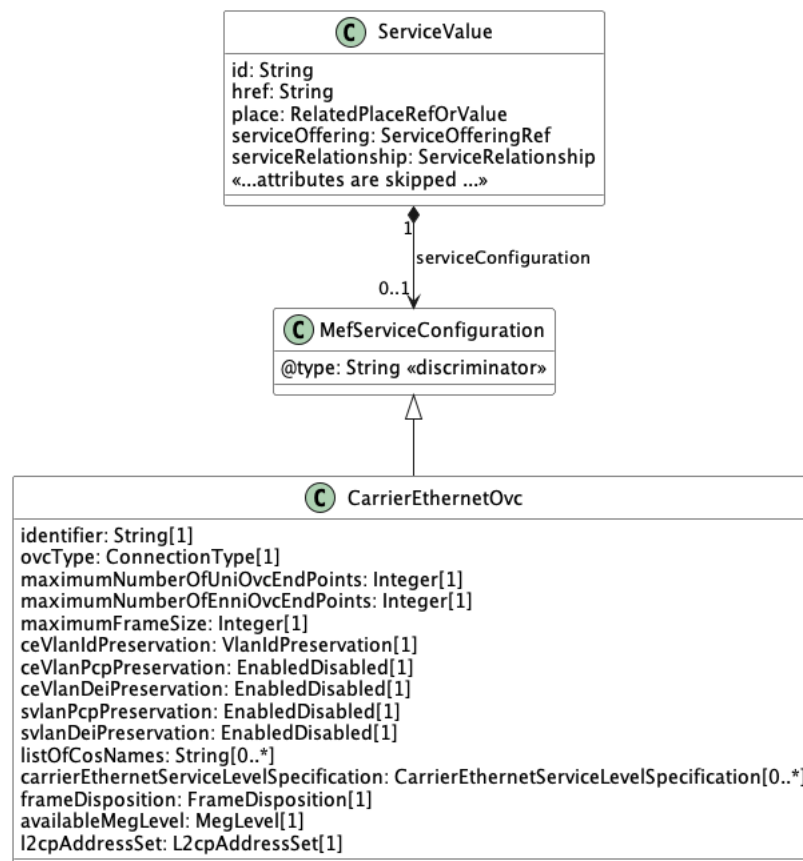 C ServiceValue
id: String
href: String
place: RelatedPlaceRefOrValue
serviceOffering: ServiceOfferingRef
serviceRelationship: ServiceRelationship
«...attributes are skipped ...»
1
serviceConfiguration
0..1
C MefServiceConfiguration
@type: String «discriminator»
C CarrierEthernetOvc
identifier: String[1]
ovcType: ConnectionType[1]
maximumNumberOfUniOvcEndPoints: Integer[1]
maximumNumberOfEnniOvcEndPoints: Integer[1]
maximumFrameSize: Integer[1]
ceVlanIdPreservation: VlanIdPreservation[1]
ceVlanPcpPreservation: EnabledDisabled[1]
ceVlanDeiPreservation: EnabledDisabled[1]
svlanPcpPreservation: EnabledDisabled[1]
svlanDeiPreservation: EnabledDisabled[1]
listOfCosNames: String[0..*]
carrierEthernetServiceLevelSpecification: CarrierEthernetServiceLevelSpecification[0..*]
frameDisposition: FrameDisposition[1]
availableMegLevel: MegLevel[1]
l2cpAddressSet: L2cpAddressSet[1]